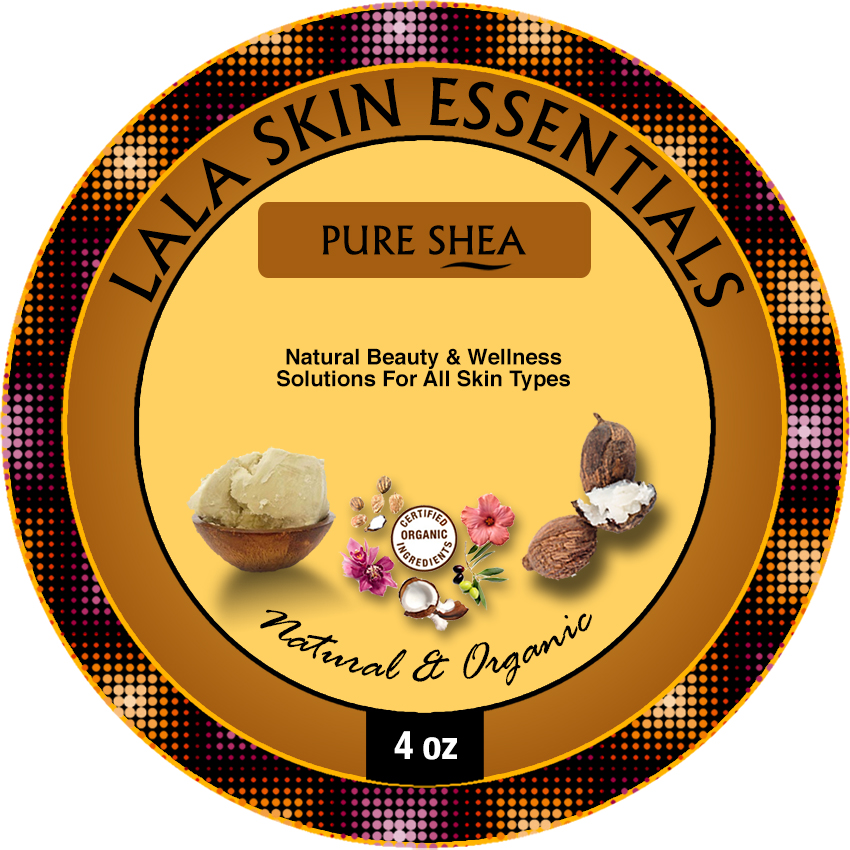 LALA SKIN ESSENTIALS
PURE SHEA
Natural Beauty & Wellness
Solutions For All Skin Types
CERTIFIED
ORGANIC
INGREDIENTS
Natural & Organic
4 oz